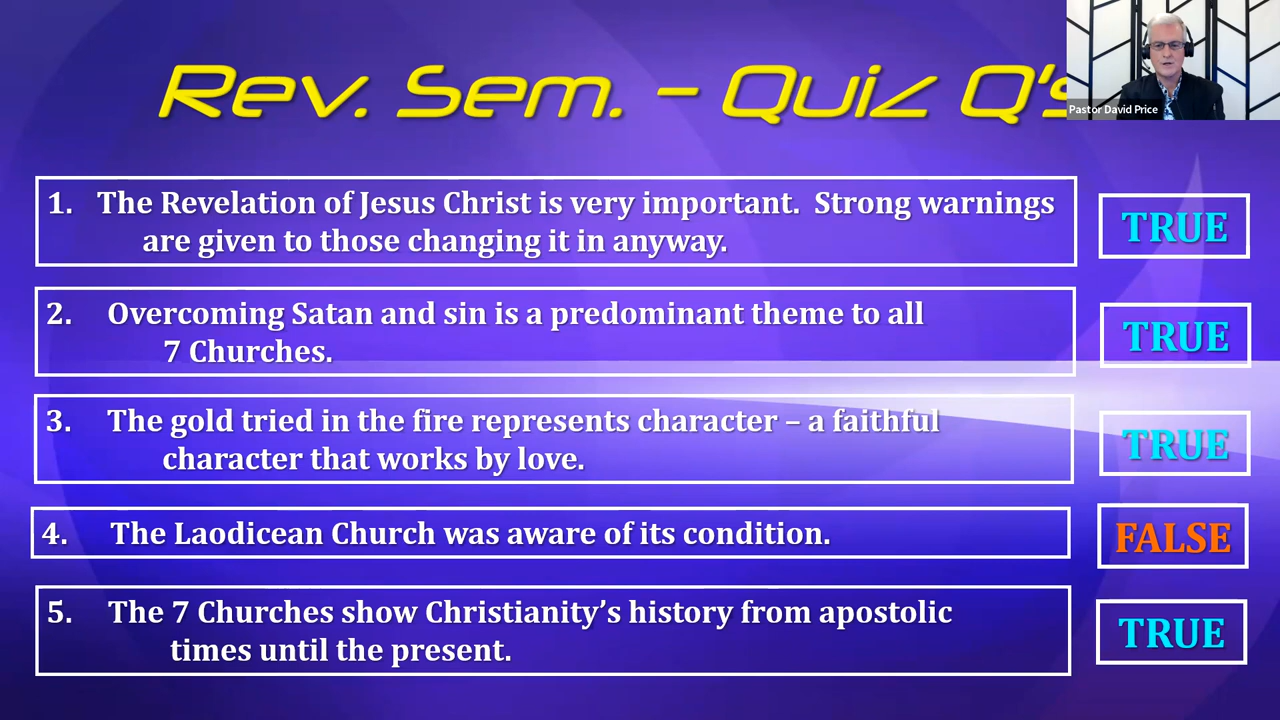 Rev. Sem. – Quiz Q's
Pastor David Price
1. The Revelation of Jesus Christ is very important. Strong warnings
are given to those changing it in anyway.
TRUE
2. Overcoming Satan and sin is a predominant theme to all
7 Churches.
TRUE
3. The gold tried in the fire represents character – a faithful
character that works by love.
TRUE
4. The Laodicean Church was aware of its condition.
FALSE
5. The 7 Churches show Christianity’s history from apostolic
times until the present.
TRUE